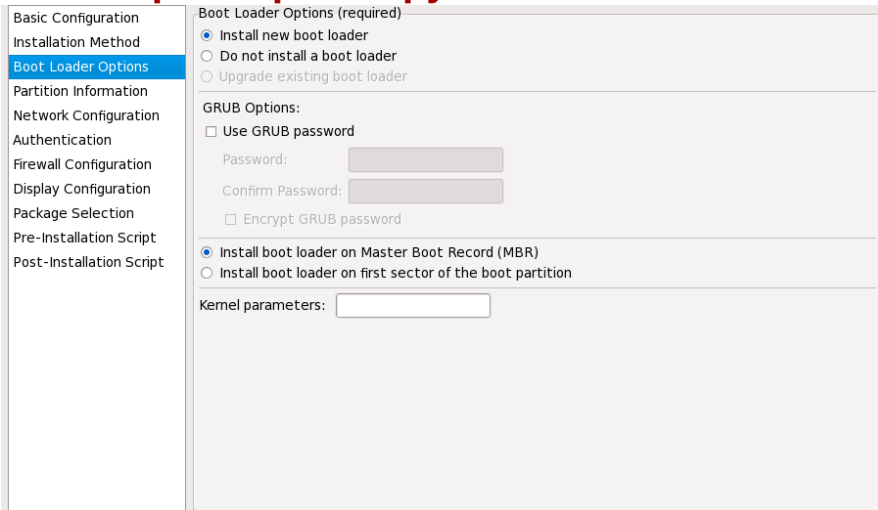 Basic Configuration
Installation Method
Boot Loader Options
Partition Information
Network Configuration
Authentication
Firewall Configuration
Display Configuration
Package Selection
Pre-Installation Script
Post-Installation Script
Boot Loader Options (required)
Install new boot loader
Do not install a boot loader
Upgrade existing boot loader
GRUB Options:
Use GRUB password
Password:
Confirm Password:
Encrypt GRUB password
Install boot loader on Master Boot Record (MBR)
Install boot loader on first sector of the boot partition
Kernel parameters: